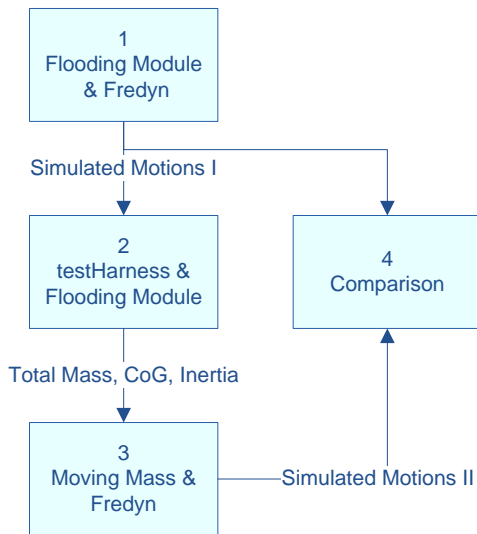 1
Flooding Module
& Fredyn
Simulated Motions I
2
testHarness &
Flooding Module
4
Comparison
Total Mass, CoG, Inertia
3
Moving Mass &
Fredyn
Simulated Motions II